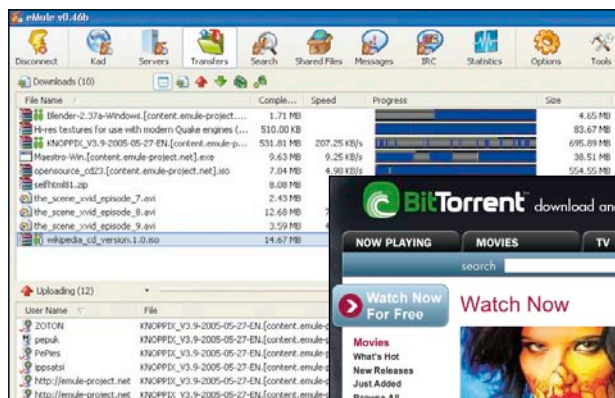 eMule v0.46b
Disconnect Kad Servers Transfers Search Shared Files Messages IRC Statistics Options Tools
Downloads (10)
File Name Comple... Speed Progress Size
Blender-2.37a-Windows.[content.emule-project.... 1.71 MB 4.65 MB
Hi-res textures for use with modern Quake engines (... 510.00 KB 83.67 MB
KNOPPIX_V3.9-2005-05-27-EN.[content.emule-p... 531.81 MB 207.25 KB/s 695.89 MB
Maestro-Win.[content.emule-project.net].exe 9.63 MB 9.25 KB/s 38.51 MB
opensource_cd23.[content.emule-project.net].iso 7.84 MB 4.98 KB/s 554.55 MB
selfhtml81.zip 8.08 MB
the_scene_xvid_episode_7.avi 2.43 MB
the_scene_xvid_episode_8.avi 12.68 MB 7
the_scene_xvid_episode_9.avi 3.59 MB 4
wikipedia_cd_version.1.0.iso 14.67 MB
Uploading (12)
User Name File
ZOTON KNOPPIX_V3.9-2005-05-27-EN.[content.emule-p
pepuk KNOPPIX_V3.9-2005-05-27-EN.[content.emule-p
PePies KNOPPIX_V3.9-2005-05-27-EN.[content.emule-p
ippsatsi KNOPPIX_V3.9-2005-05-27-EN.[content.emule-p
http://emule-project.net KNOPPIX_V3.9-2005-05-27-EN.[content.emule-p
http://emule-project.net KNOPPIX_V3.9-2005-05-27-EN.[content.emule-p
BitTorrent download and
NOW PLAYING MOVIES TV
search
Watch Now
For Free
Watch Now
Movies
What's Hot
New Releases
Just Added
Browse All